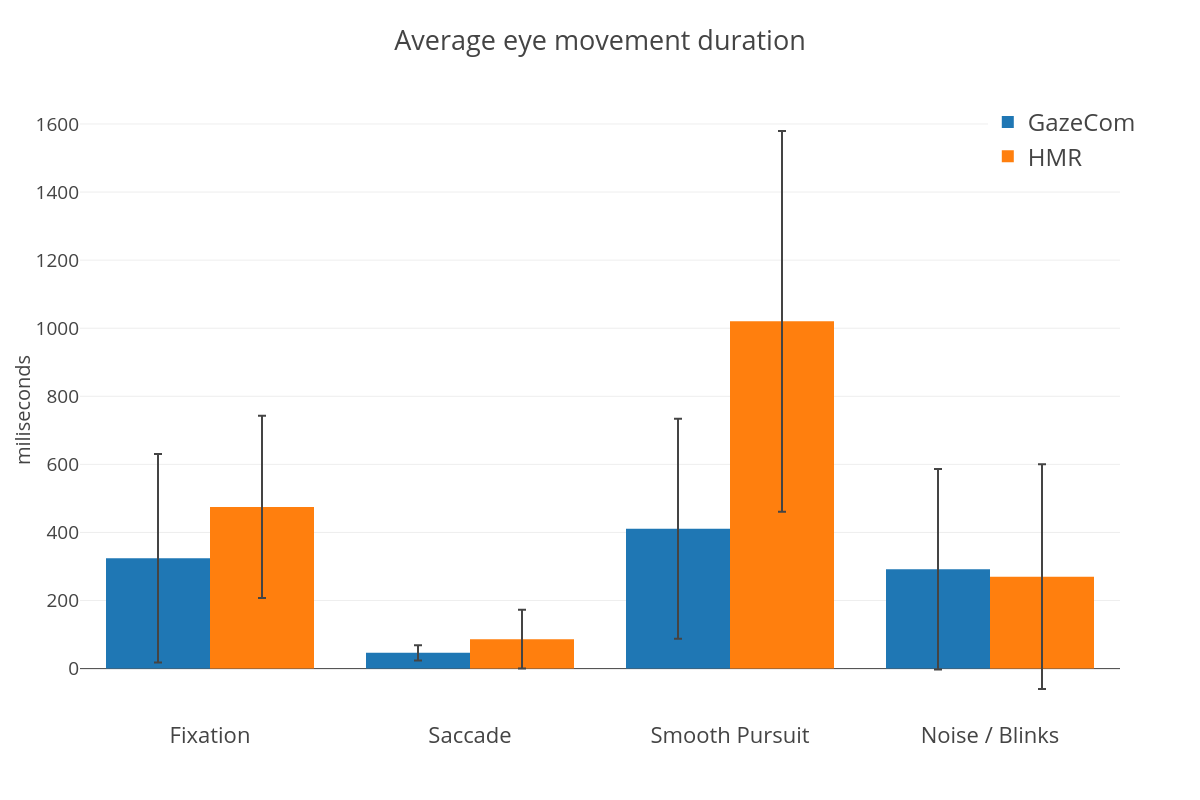 Average eye movement duration
GazeCom
HMR
miliseconds
1600
1400
1200
1000
800
600
400
200
0
Fixation Saccade Smooth Pursuit Noise / Blinks